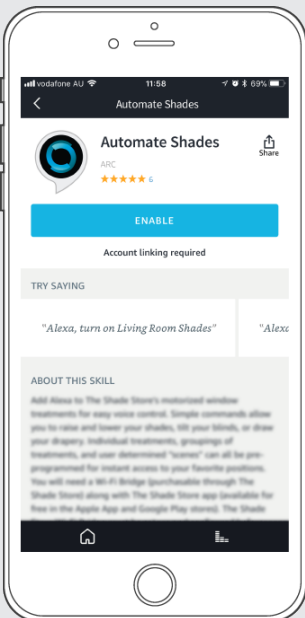 vodafone AU 11:58 69%
Automate Shades
Automate Shades
Share
ARC
6
ENABLE
Account linking required
TRY SAYING
"Alexa, turn on Living Room Shades" "Alexa
ABOUT THIS SKILL
Add Alexa to The Shade Store's motorized window
treatments for easy voice control. Simple commands allow
you to raise and lower your shades, tilt your blinds, or draw
your drapery. Individual treatments, groupings of
treatments, and user determined "scenes" can all be pre-
programmed for instant access to your favorite positions.
You will need a Wi-Fi Bridge (purchasable through The
Shade Store) along with The Shade Store app (available for
free in the Apple App and Google Play stores). The Shade